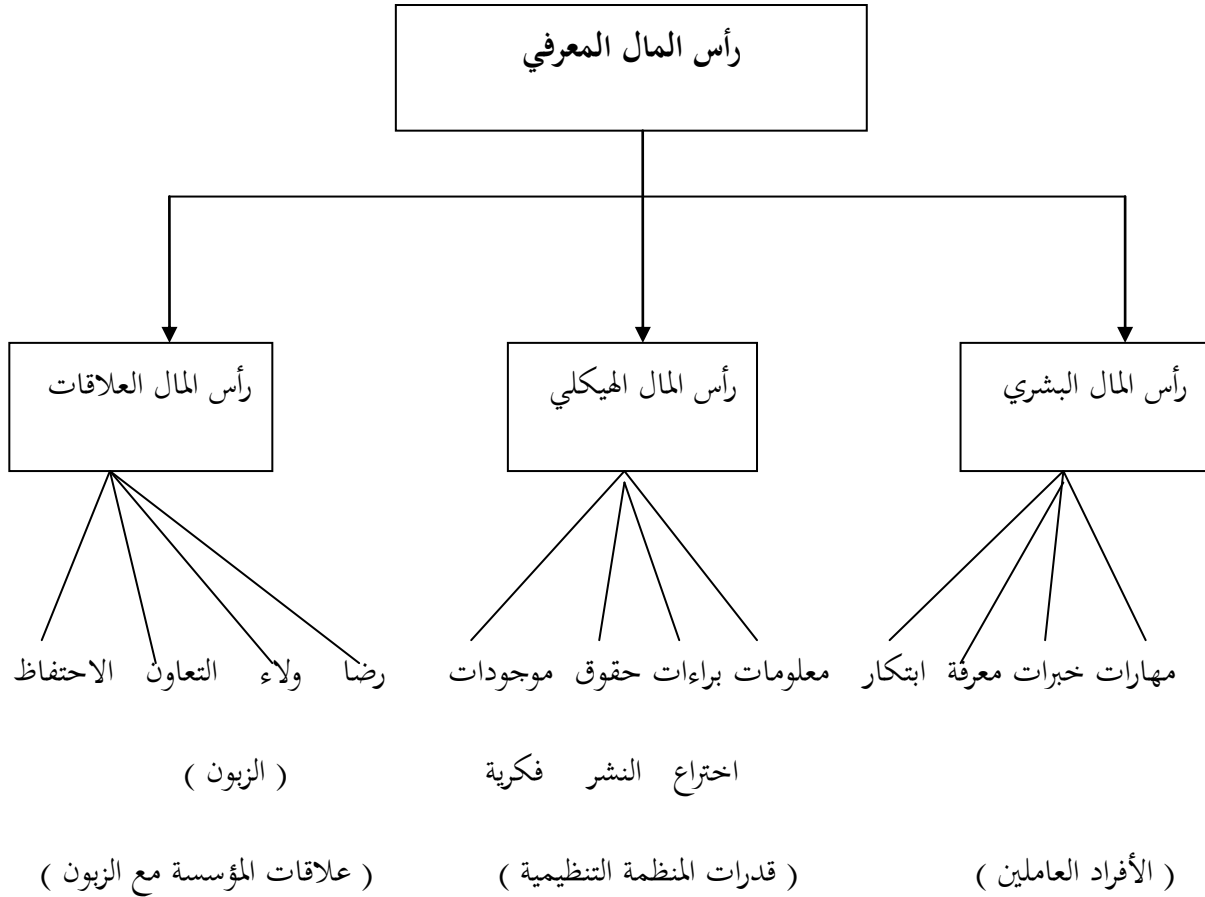 رأس المال المعرفي
رأس المال البشري
رأس المال الهيكلي
رأس المال العلاقات
مهارات خبرات معرفة ابتكار
معلومات براءات حقوق موجودات
رضا ولاء التعاون الاحتفاظ
اختراع النشر فكرية
( الزبون )
( الأفراد العاملين )
( قدرات المنظمة التنظيمية )
( علاقات المؤسسة مع الزبون )